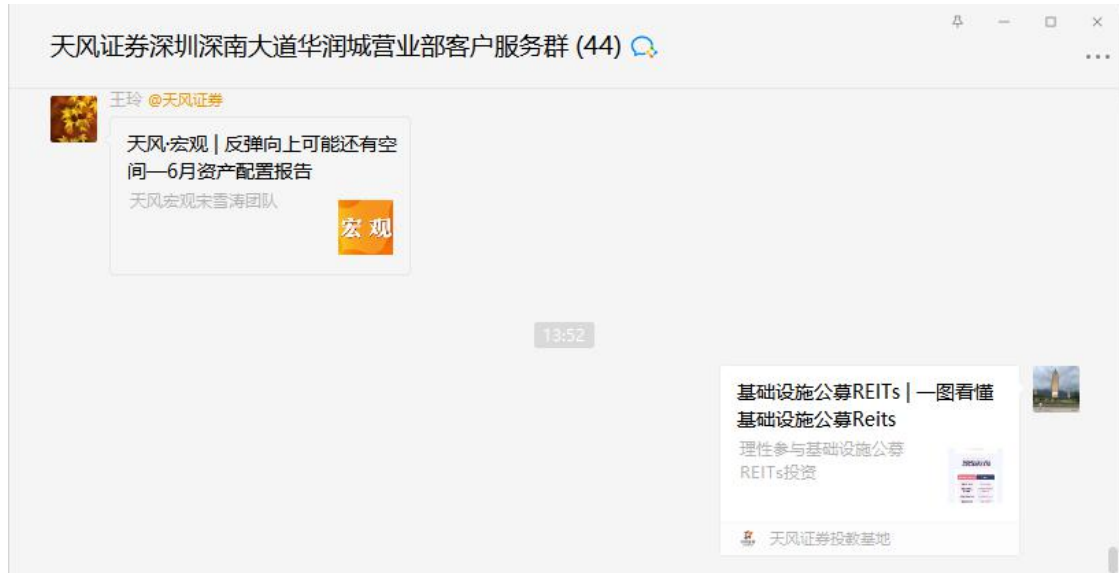 天风证券深圳深南大道华润城营业部客户服务群 (44)
王玲 @天风证券
天风·宏观 | 反弹向上可能还有空
间—6月资产配置报告
天风宏观宋雪涛团队
宏观
13:52
基础设施公募REITs | 一图看懂
基础设施公募Reits
理性参与基础设施公募
REITs投资
天风证券投教基地